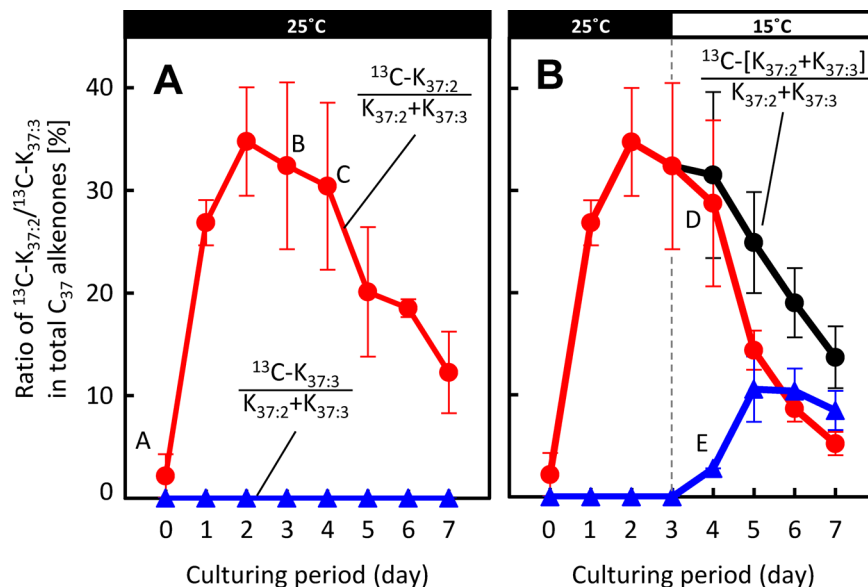 25˚C
25˚C
15˚C
Ratio of ¹³C-K₃₇:₂/¹³C-K₃₇:₃
in total C₃₇ alkenones [%]
40
30
20
10
0
A
B
C
A
¹³C-K₃₇:₂
K₃₇:₂+K₃₇:₃
¹³C-K₃₇:₃
K₃₇:₂+K₃₇:₃
0 1 2 3 4 5 6 7
Culturing period (day)
B
¹³C-[K₃₇:₂+K₃₇:₃]
K₃₇:₂+K₃₇:₃
D
E
0 1 2 3 4 5 6 7
Culturing period (day)